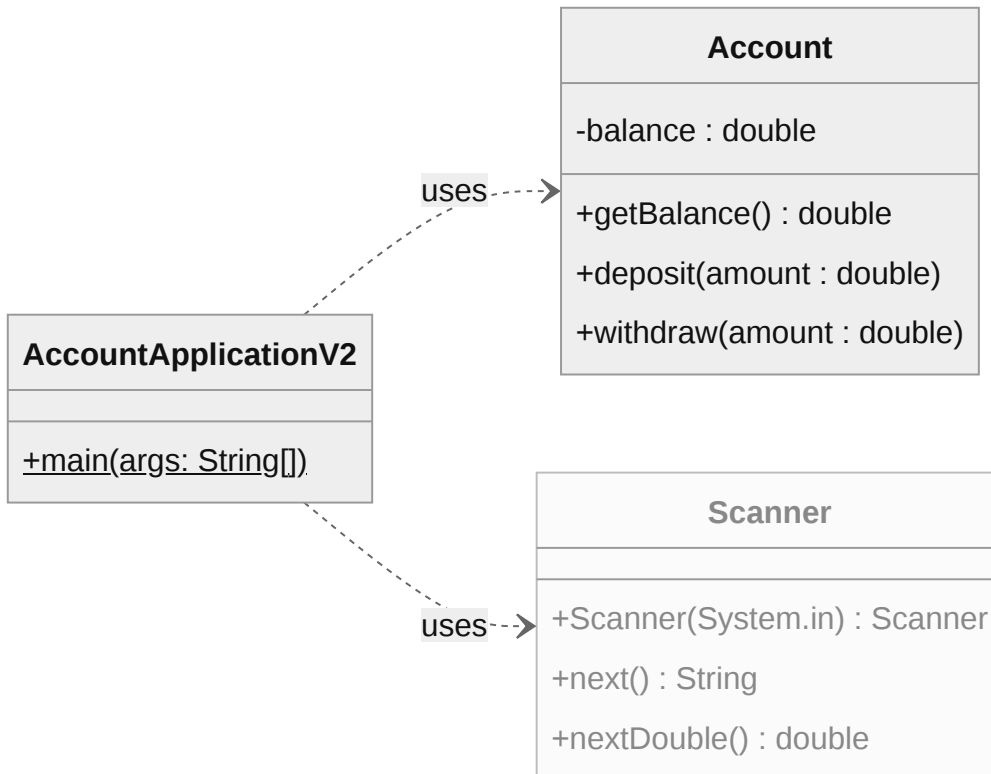 Account
-balance : double
+getBalance() : double
+deposit(amount : double)
+withdraw(amount : double)
uses
AccountApplicationV2
+main(args: String[])
uses
Scanner
+Scanner(System.in) : Scanner
+next() : String
+nextDouble() : double